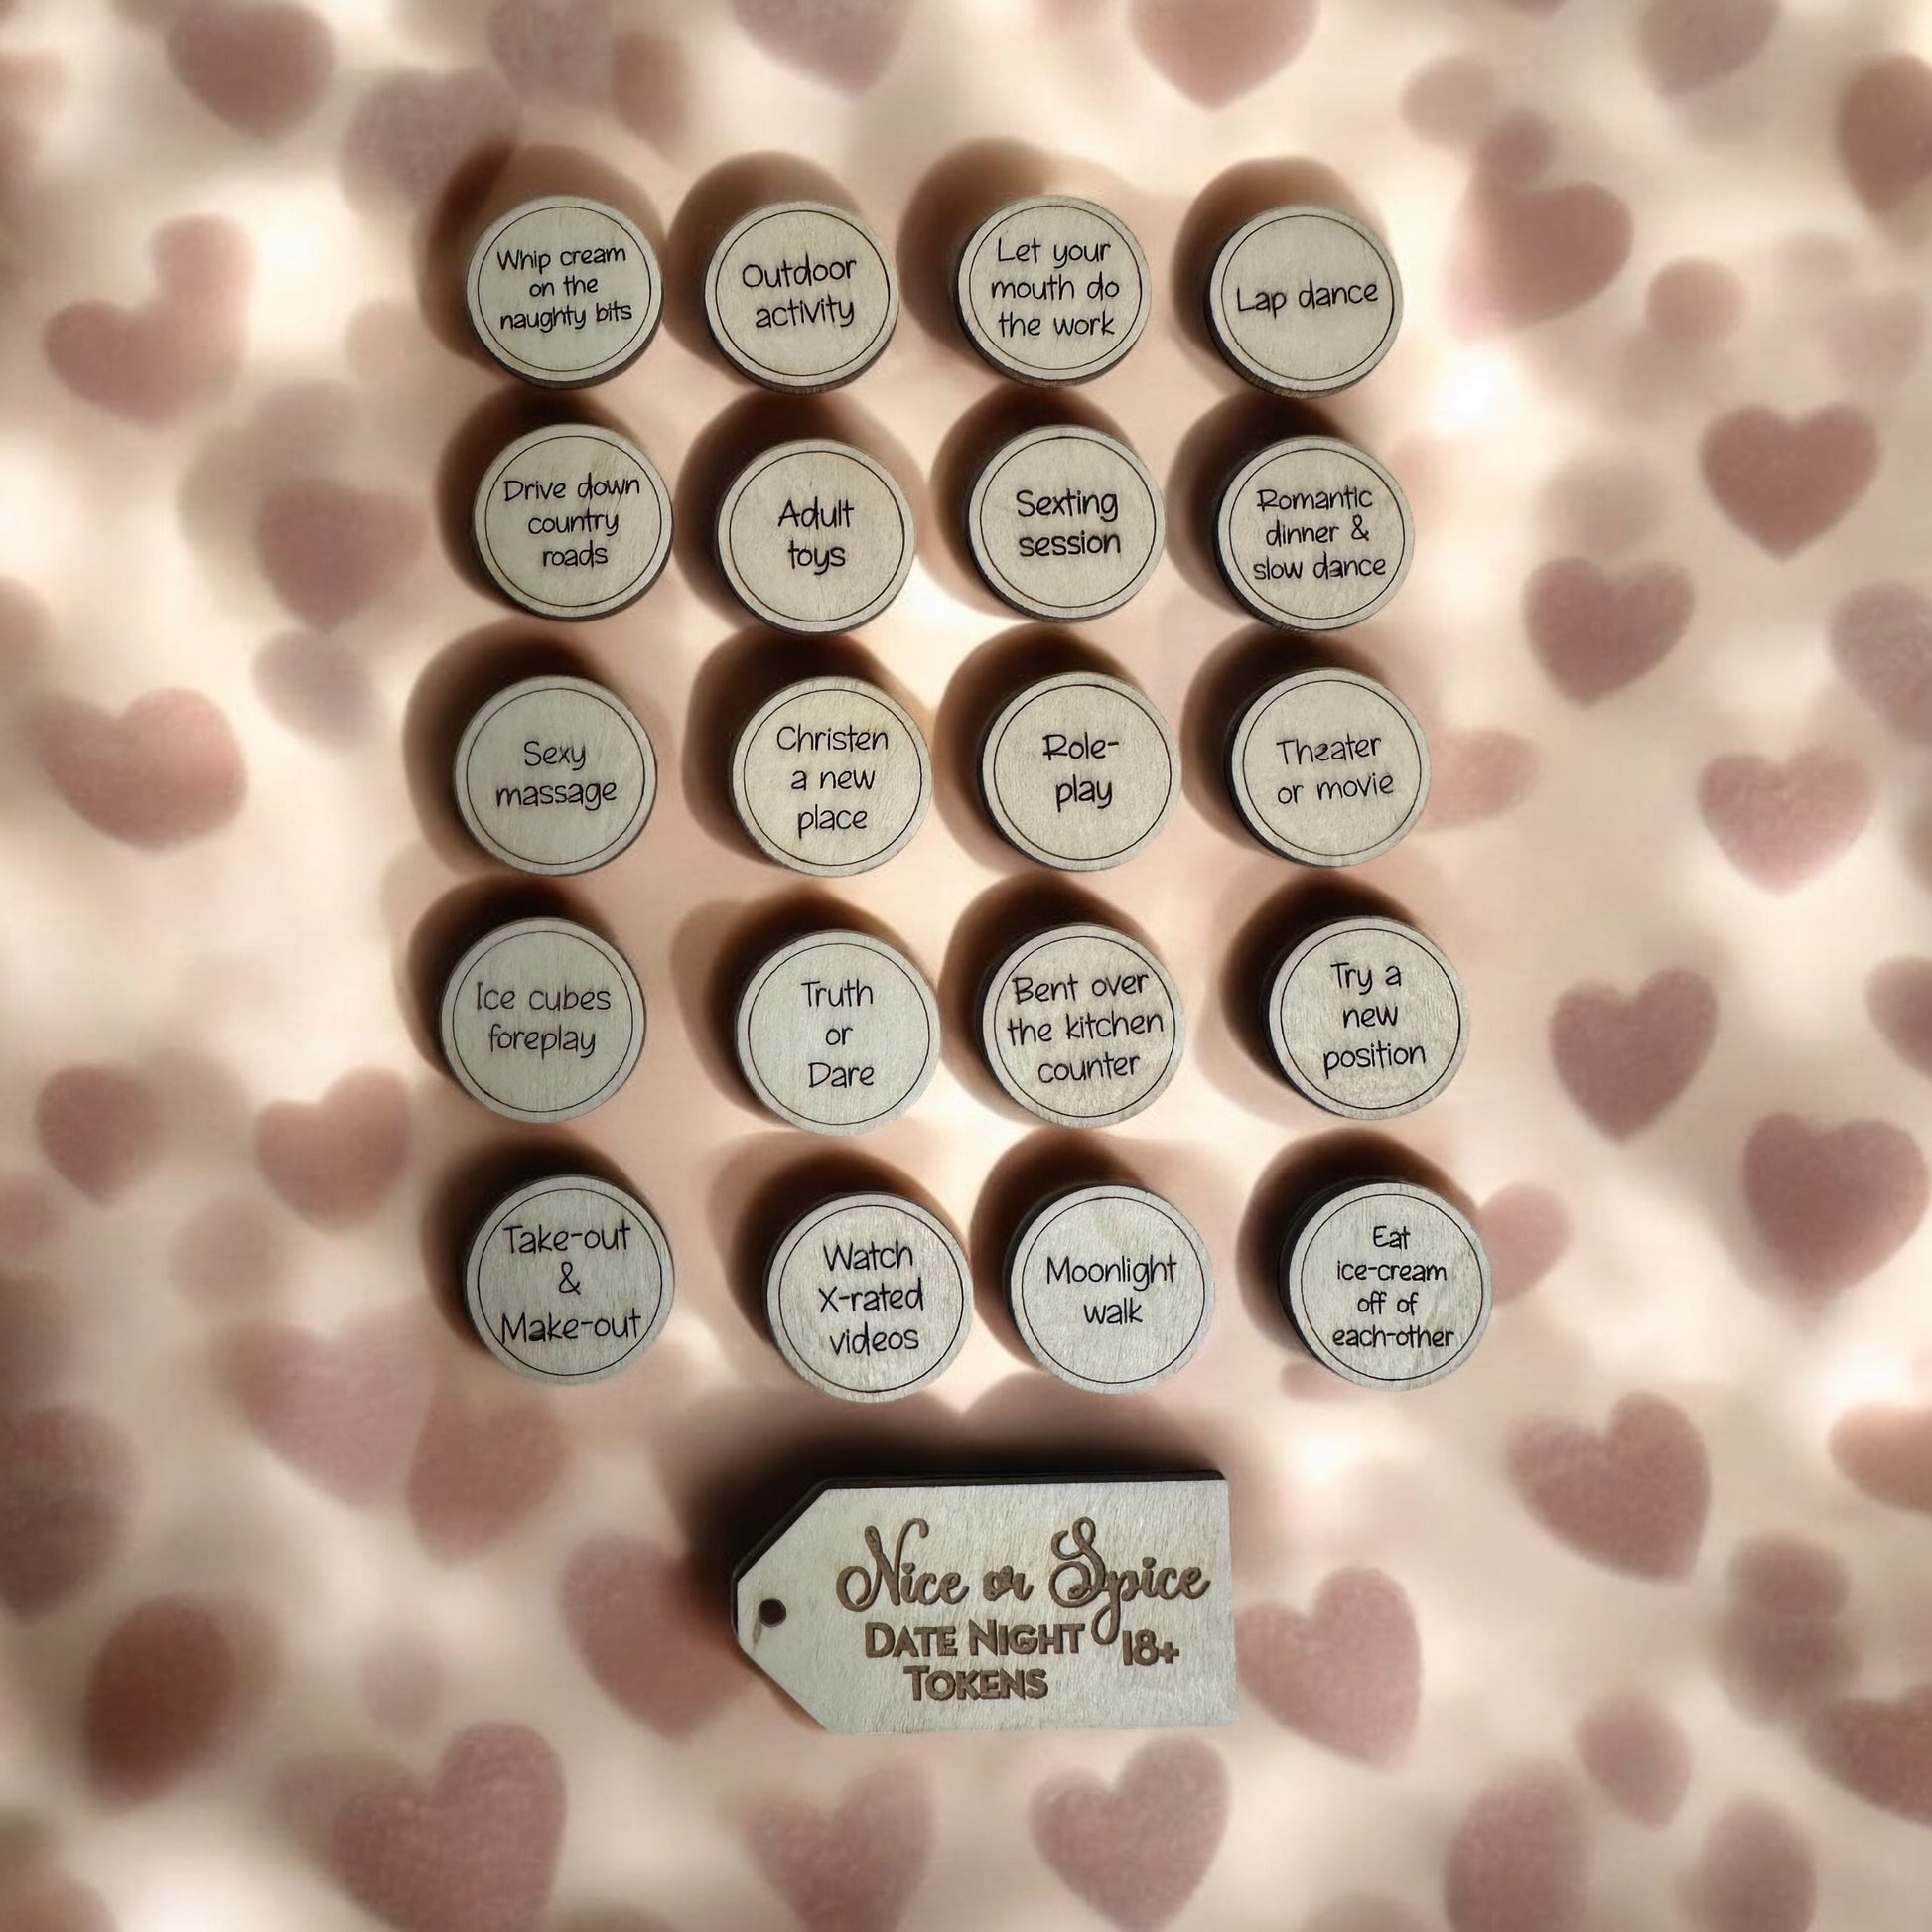 Whip cream
on the
naughty bits
Outdoor
activity
Let your
mouth do
the work
Lap dance
Drive down
country
roads
Adult
toys
Sexting
session
Romantic
dinner &
slow dance
Sexy
massage
Christen
a new
place
Role-
play
Theater
or movie
Ice cubes
foreplay
Truth
or
Dare
Bent over
the kitchen
counter
Try a
new
position
Take-out
&
Make-out
Watch
X-rated
videos
Moonlight
walk
Eat
ice-cream
off of
each-other
Nice or Spice
DATE NIGHT 18+
TOKENS